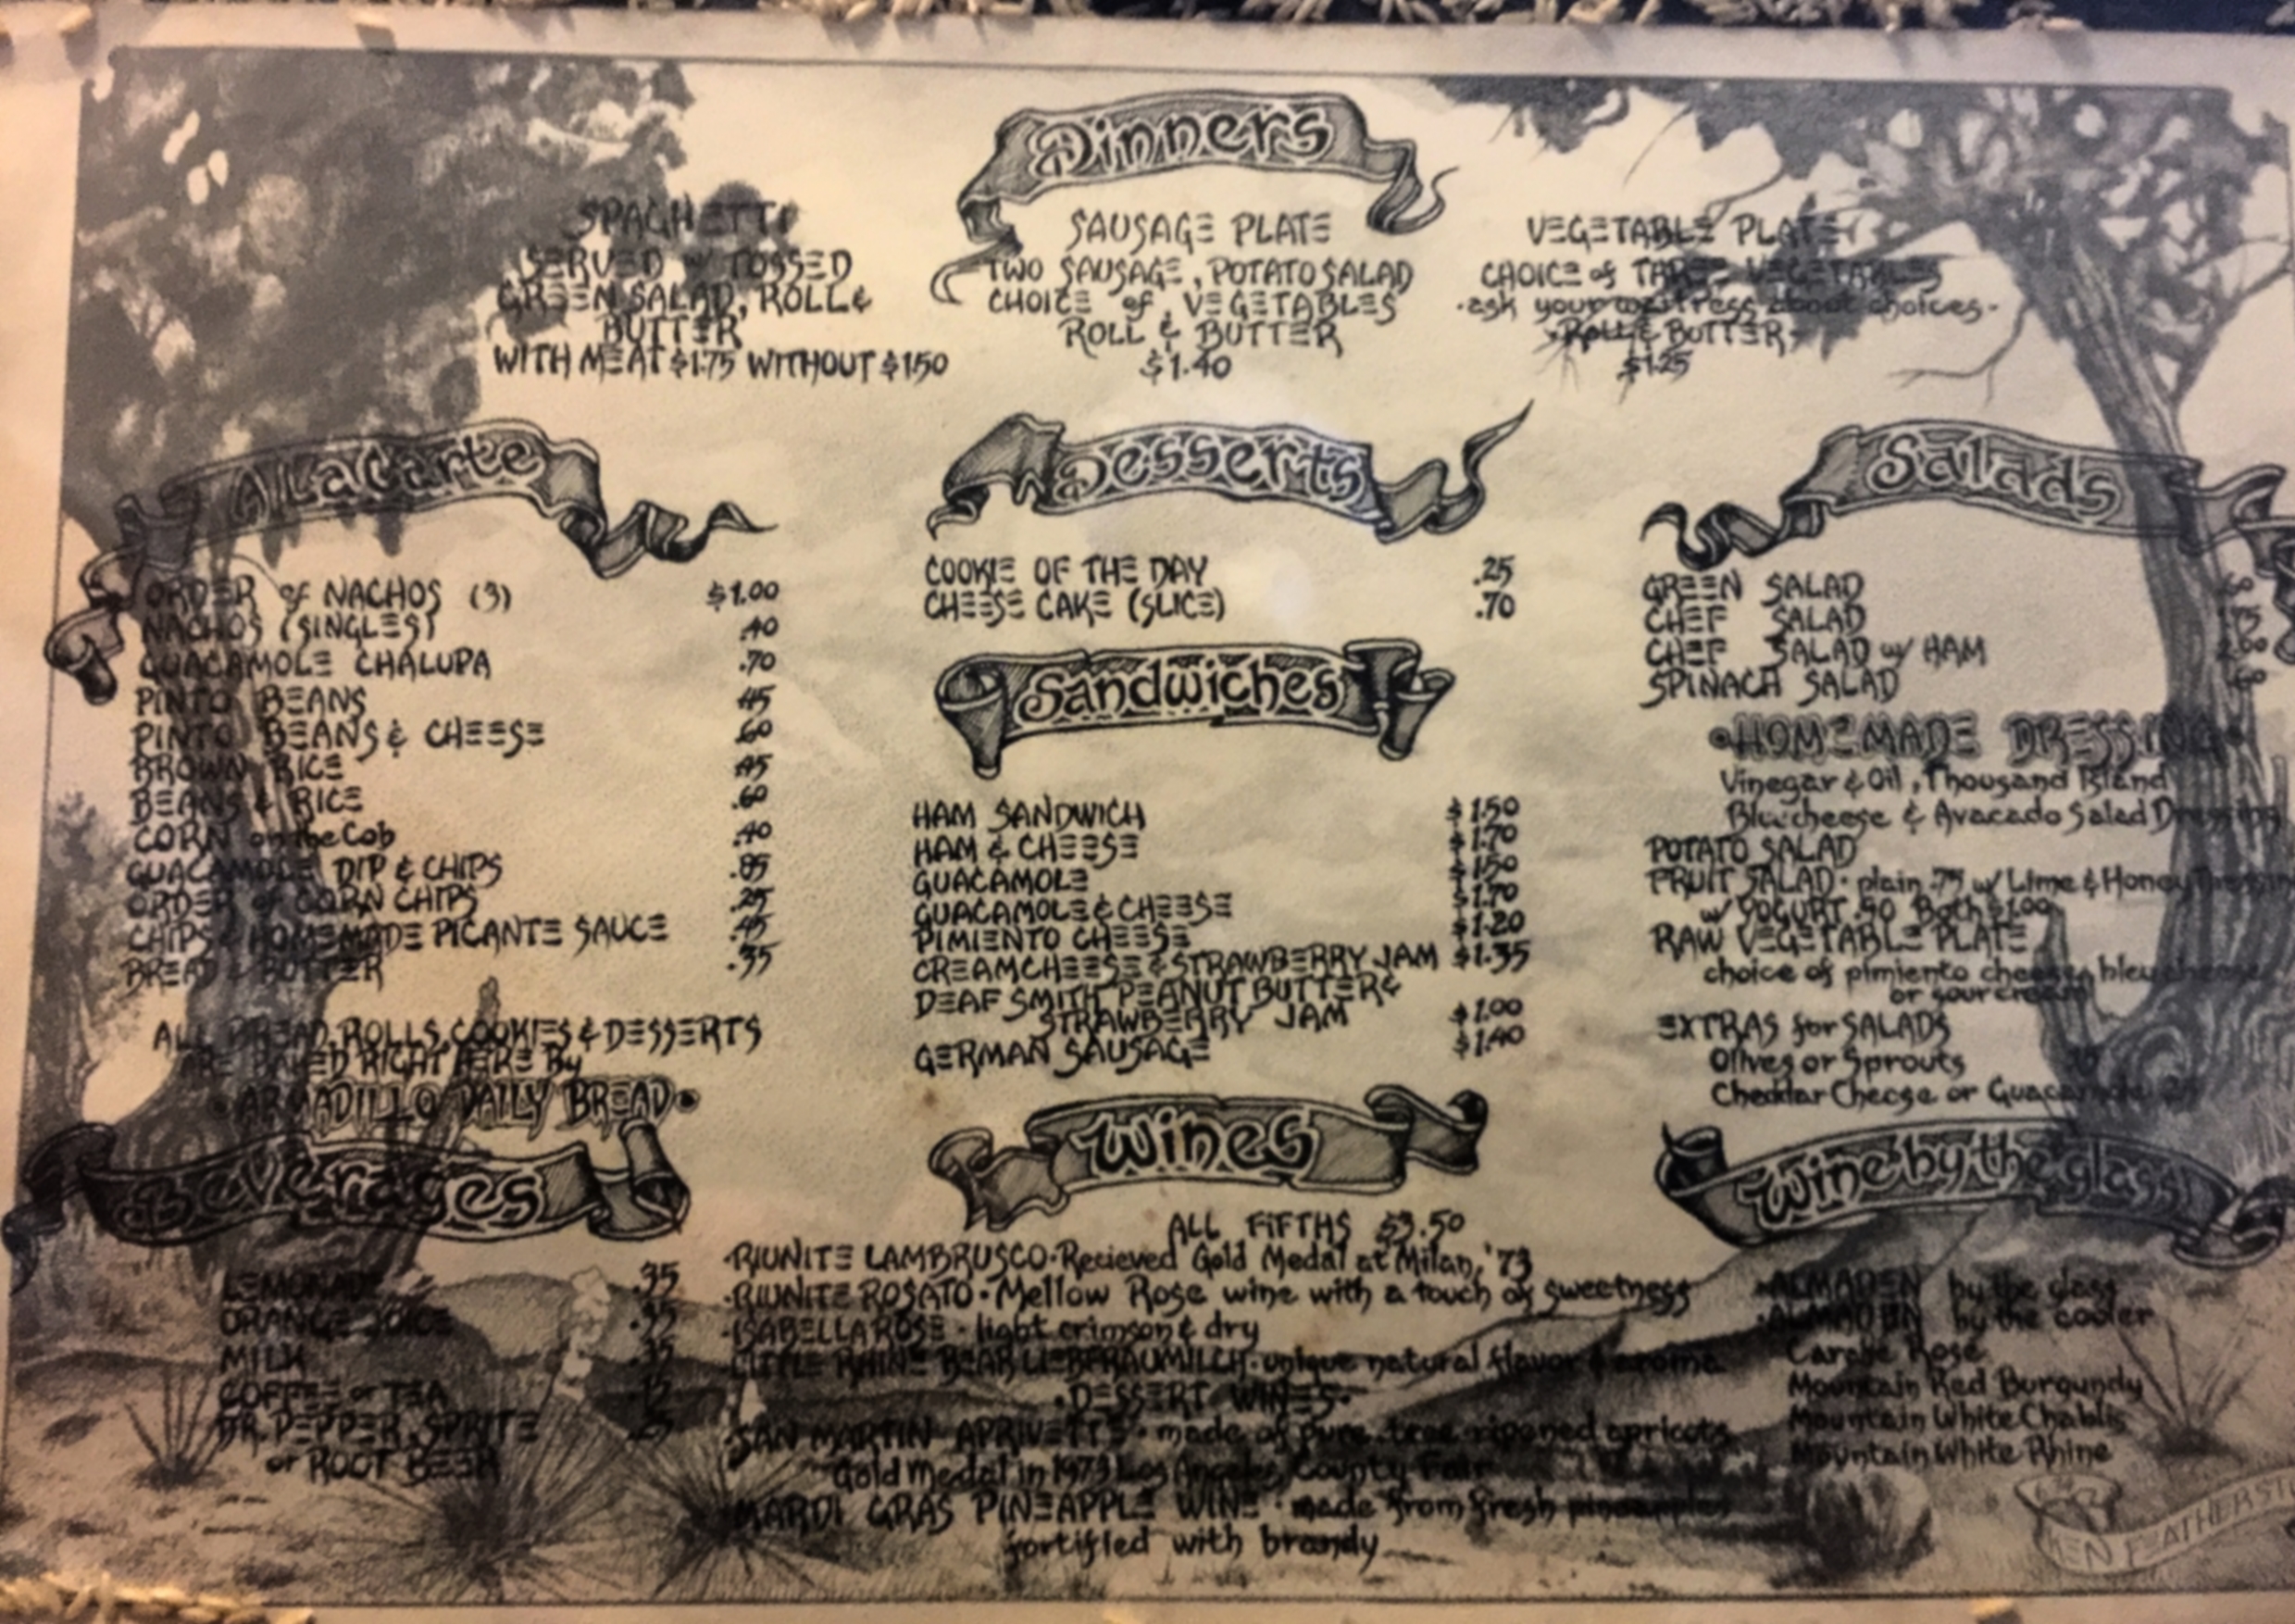 Dinners
SPAGHETTI
SERVED w/ TOSSED
GREEN SALAD, ROLL &
BUTTER
WITH MEAT $1.75 WITHOUT $1.50
SAUSAGE PLATE
TWO SAUSAGE, POTATO SALAD
CHOICE of VEGETABLES
ROLL & BUTTER
$1.40
VEGETABLE PLATE
CHOICE of THREE VEGETABLES
·ask your waitress about choices·
·ROLL & BUTTER·
$1.25
A La Carte
ORDER of NACHOS (3) $1.00
NACHOS (SINGLES) .40
GUACAMOLE CHALUPA .70
PINTO BEANS .45
PINTO BEANS & CHEESE .60
BROWN RICE .45
BEANS & RICE .60
CORN on the Cob .40
GUACAMOLE DIP & CHIPS .85
ORDER of CORN CHIPS .25
CHIPS & HOMEMADE PICANTE SAUCE .45
BREAD & BUTTER .35
ALL BREAD, ROLLS, COOKIES & DESSERTS
ARE BAKED RIGHT HERE By
•ARMADILLO DAILY BREAD•
Beverages
LEMONADE .35
ORANGE JUICE .35
MILK
COFFEE or TEA
DR. PEPPER, SPRITE
or ROOT BEER
Desserts
COOKIE OF THE DAY .25
CHEESE CAKE (SLICE) .70
Sandwiches
HAM SANDWICH $1.50
HAM & CHEESE $1.70
GUACAMOLE $1.50
GUACAMOLE & CHEESE $1.70
PIMIENTO CHEESE $1.20
CREAMCHEESE & STRAWBERRY JAM $1.35
DEAF SMITH PEANUT BUTTER &
STRAWBERRY JAM $1.00
GERMAN SAUSAGE $1.40
Wines
ALL FIFTHS $3.50
·RIUNITE LAMBRUSCO·Recieved Gold Medal at Milan, '73
·RIUNITE ROSATO·Mellow Rose wine with a touch of sweetness
·ISABELLA ROSE·light crimson & dry
·LITTLE RHINE BEAR LIEBFRAUMILCH·unique natural flavor & aroma
·DESSERT WINES·
·SAN MARTIN APRIVETTE·made of pure tree-ripened apricots
Gold Medal in 1973 Los Angeles County Fair
MARDI GRAS PINEAPPLE WINE·made from fresh pineapples
fortified with brandy
Salads
GREEN SALAD
CHEF SALAD
CHEF SALAD w/ HAM
SPINACH SALAD
•HOMEMADE DRESSING•
Vinegar & Oil, Thousand Island
Bluecheese & Avacado Salad Dressing
POTATO SALAD
FRUIT SALAD·plain .75 w/ Lime & Honey Dressing
w/ YOGURT .90 Both $1.00
RAW VEGETABLE PLATE
choice of pimiento cheese, bleu cheese
or sour cream
EXTRAS for SALADS
Olives or Sprouts
Cheddar Cheese or Guacamole
Wine by the glass
·ALMADEN by the glass
·ALMADEN by the cooler
Mountain Red Burgundy
Mountain White Chablis
Mountain White Rhine